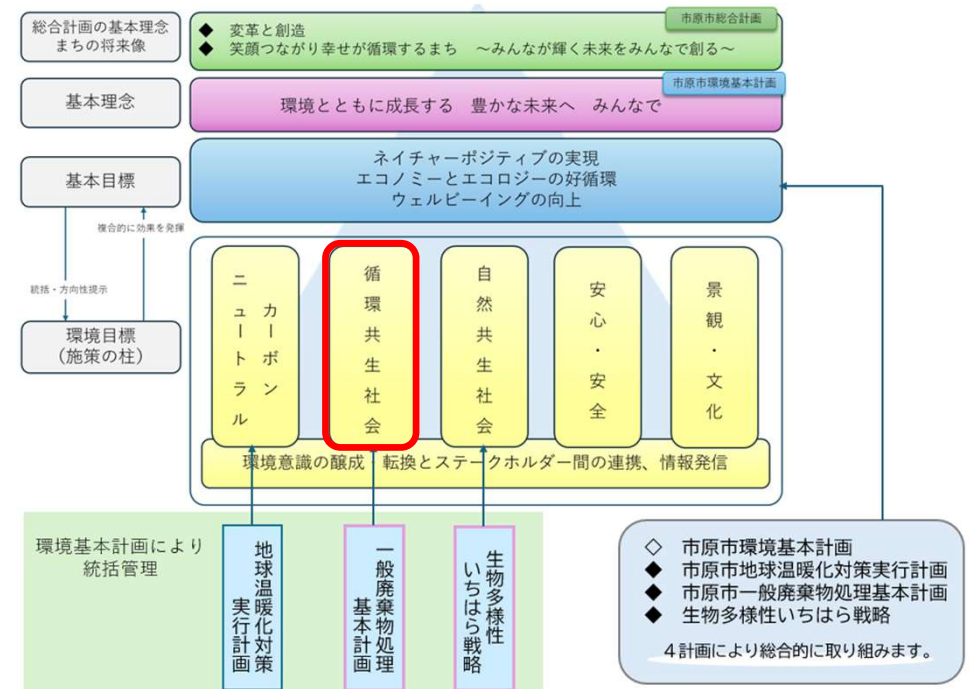 総合計画の基本理念
まちの将来像
市原市総合計画
◆ 変革と創造
◆ 笑顔つながり幸せが循環するまち ～みんなが輝く未来をみんなで創る～
基本理念
市原市環境基本計画
環境とともに成長する 豊かな未来へ みんなで
基本目標
ネイチャーポジティブの実現
エコノミーとエコロジーの好循環
ウェルビーイングの向上
複合的に効果を発揮
統括・方向性提示
環境目標
(施策の柱)
カーボン
ニュートラル
循環共生社会
自然共生社会
安心・安全
景観・文化
環境意識の醸成・転換とステークホルダー間の連携、情報発信
環境基本計画により
統括管理
地球温暖化対策
実行計画
一般廃棄物処理
基本計画
生物多様性
いちはら戦略
◇ 市原市環境基本計画
◆ 市原市地球温暖化対策実行計画
◆ 市原市一般廃棄物処理基本計画
◆ 生物多様性いちはら戦略
４計画により総合的に取り組みます。